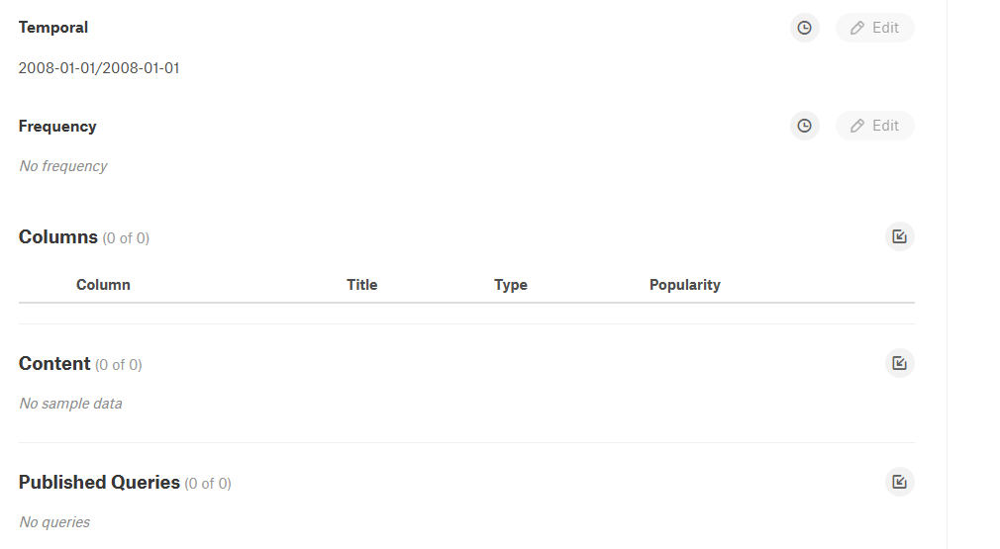 Temporal
Edit
2008-01-01/2008-01-01
Frequency
Edit
No frequency
Columns (0 of 0)
Column Title Type Popularity
Content (0 of 0)
No sample data
Published Queries (0 of 0)
No queries